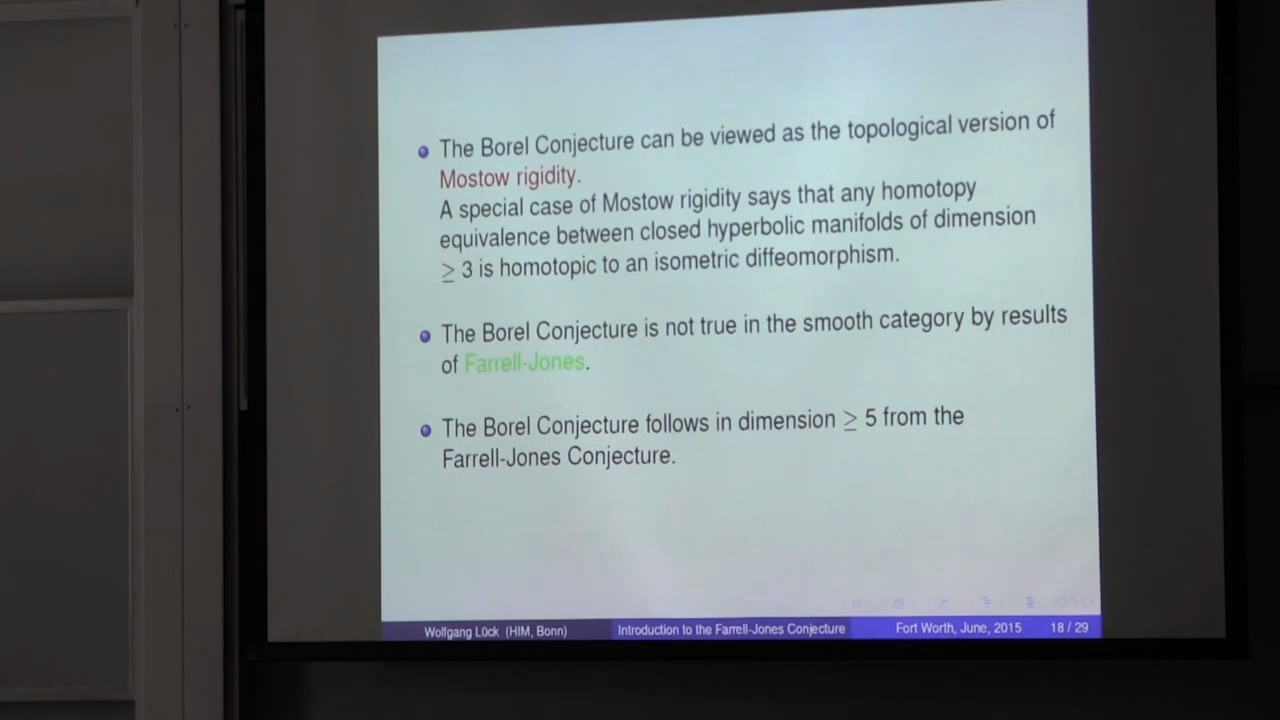 The Borel Conjecture can be viewed as the topological version of
Mostow rigidity.
A special case of Mostow rigidity says that any homotopy
equivalence between closed hyperbolic manifolds of dimension
≥ 3 is homotopic to an isometric diffeomorphism.
The Borel Conjecture is not true in the smooth category by results
of Farrell-Jones.
The Borel Conjecture follows in dimension ≥ 5 from the
Farrell-Jones Conjecture.
Wolfgang Lück (HIM, Bonn) Introduction to the Farrell-Jones Conjecture Fort Worth, June, 2015 18 / 29